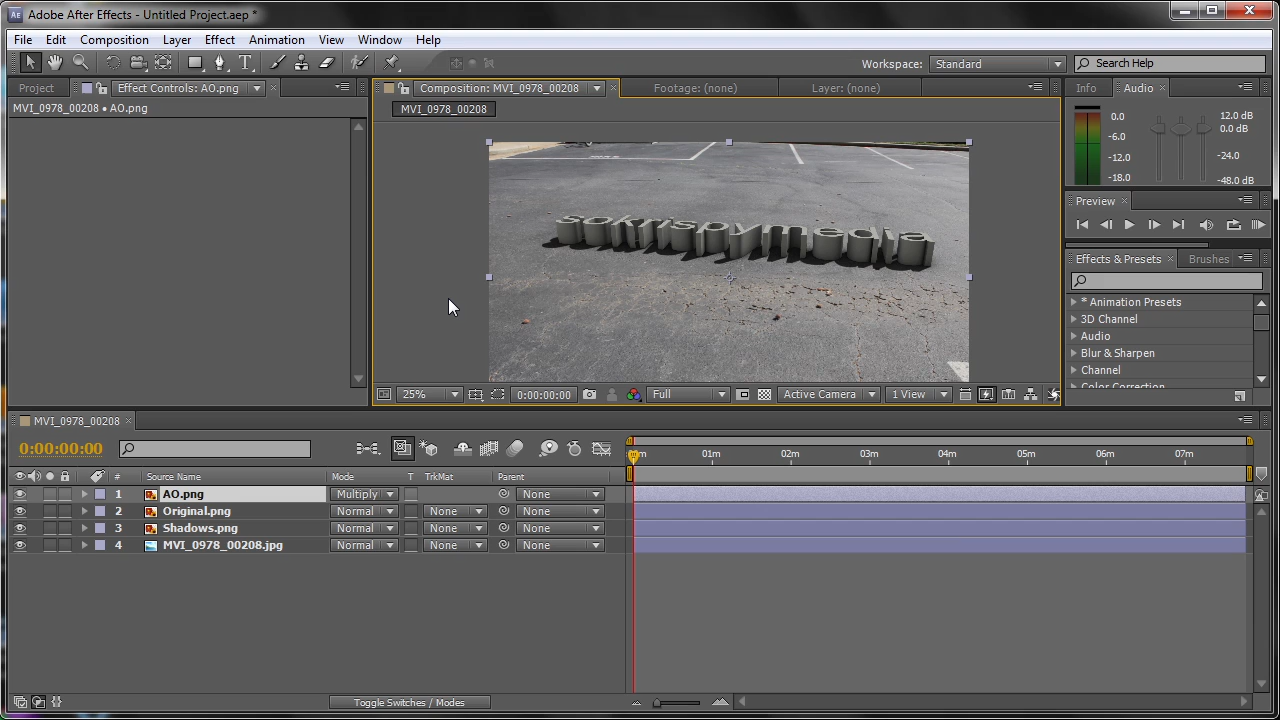 Adobe After Effects - Untitled Project.aep *
File Edit Composition Layer Effect Animation View Window Help
Workspace: Standard Search Help
Project Effect Controls: AO.png × Composition: MVI_0978_00208 × Footage: (none) Layer: (none) Info Audio ×
MVI_0978_00208 • AO.png
MVI_0978_00208
0.0 12.0 dB
-6.0 0.0 dB
-12.0 -24.0
-18.0 -48.0 dB
Preview ×
sokrispymedia
Effects & Presets × Brushes
* Animation Presets
3D Channel
Audio
Blur & Sharpen
Channel
Color Correction
25% 0:00:00:00 Full Active Camera 1 View
MVI_0978_00208 ×
0:00:00:00
01m 02m 03m 04m 05m 06m 07m
# Source Name Mode T TrkMat Parent
1 AO.png Multiply None
2 Original.png Normal None None
3 Shadows.png Normal None None
4 MVI_0978_00208.jpg Normal None None
Toggle Switches / Modes